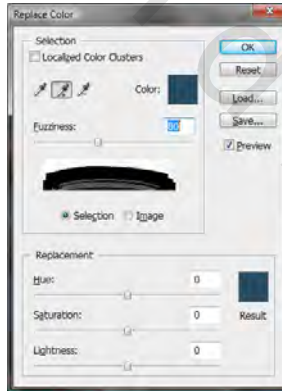 Replace Color
Selection
Localized Color Clusters
Color:
Fuzziness:
Selection Image
Replacement
Hue: 0
Saturation: 0
Lightness: 0
Result
OK
Reset
Load...
Save...
Preview